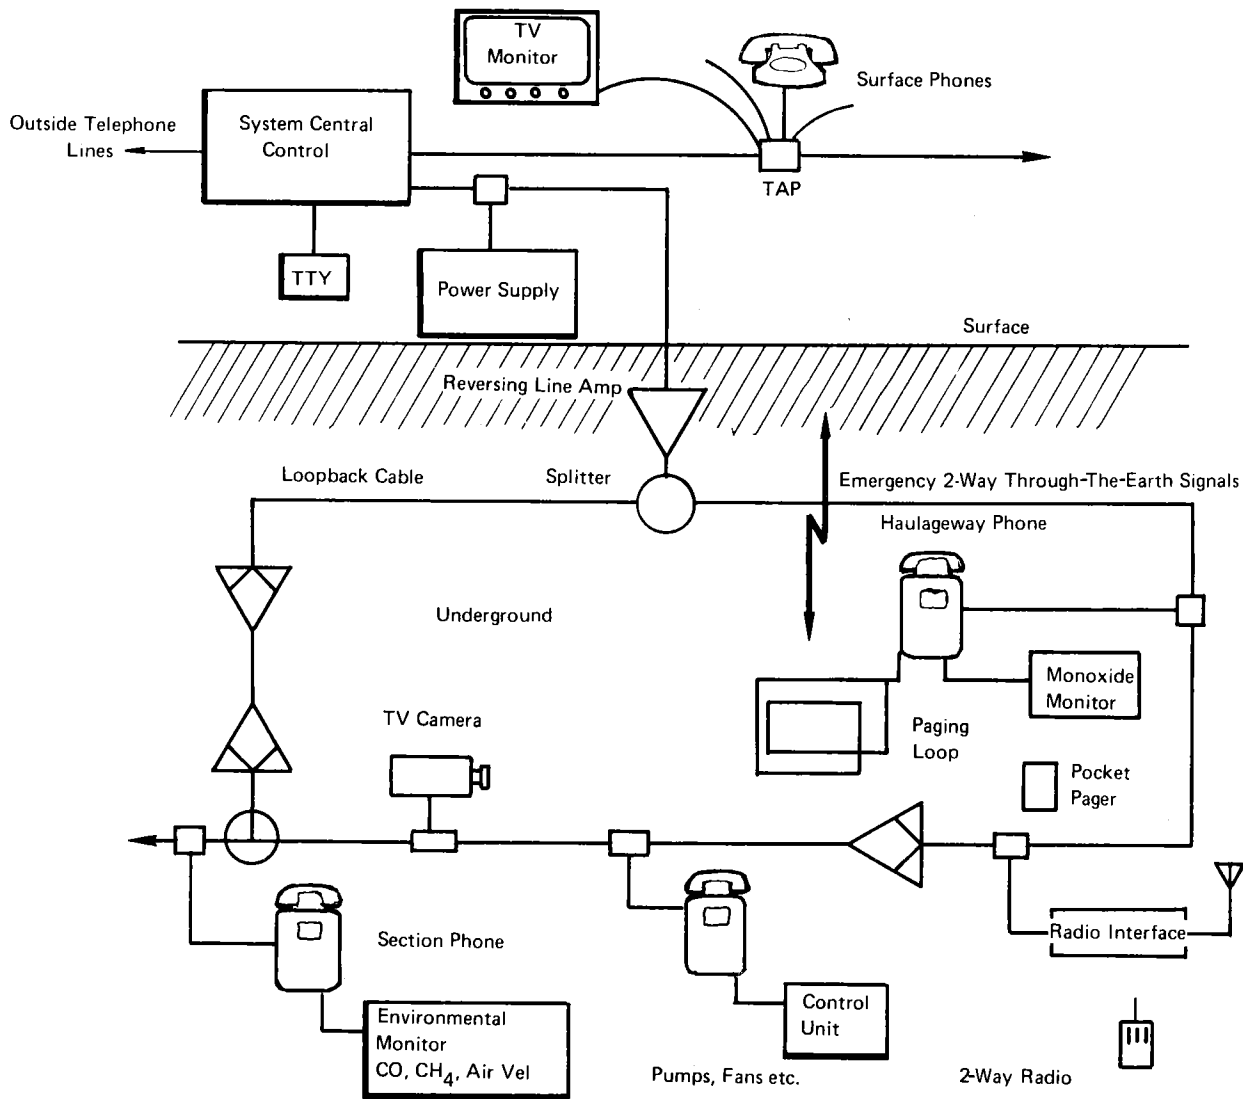 TV
Monitor
Surface Phones
Outside Telephone
Lines
System Central
Control
TAP
TTY
Power Supply
Surface
Reversing Line Amp
Loopback Cable
Splitter
Emergency 2-Way Through-The-Earth Signals
Haulageway Phone
Underground
Monoxide
Monitor
TV Camera
Paging
Loop
Pocket
Pager
Section Phone
Radio Interface
Environmental
Monitor
CO, CH4, Air Vel
Control
Unit
Pumps, Fans etc.
2-Way Radio